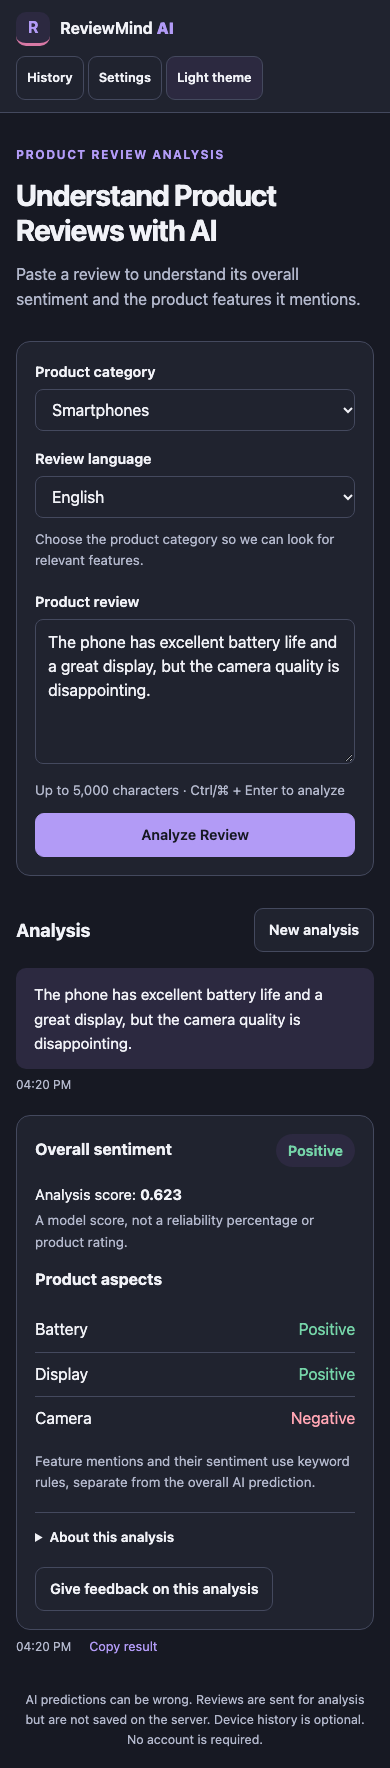 R ReviewMind AI
History Settings Light theme
PRODUCT REVIEW ANALYSIS
Understand Product
Reviews with AI
Paste a review to understand its overall
sentiment and the product features it mentions.
Product category
Smartphones
Review language
English
Choose the product category so we can look for
relevant features.
Product review
The phone has excellent battery life and
a great display, but the camera quality is
disappointing.
Up to 5,000 characters · Ctrl/⌘ + Enter to analyze
Analyze Review
Analysis New analysis
The phone has excellent battery life and a
great display, but the camera quality is
disappointing.
04:20 PM
Overall sentiment Positive
Analysis score: 0.623
A model score, not a reliability percentage or
product rating.
Product aspects
Battery Positive
Display Positive
Camera Negative
Feature mentions and their sentiment use keyword
rules, separate from the overall AI prediction.
About this analysis
Give feedback on this analysis
04:20 PM Copy result
AI predictions can be wrong. Reviews are sent for analysis
but are not saved on the server. Device history is optional.
No account is required.